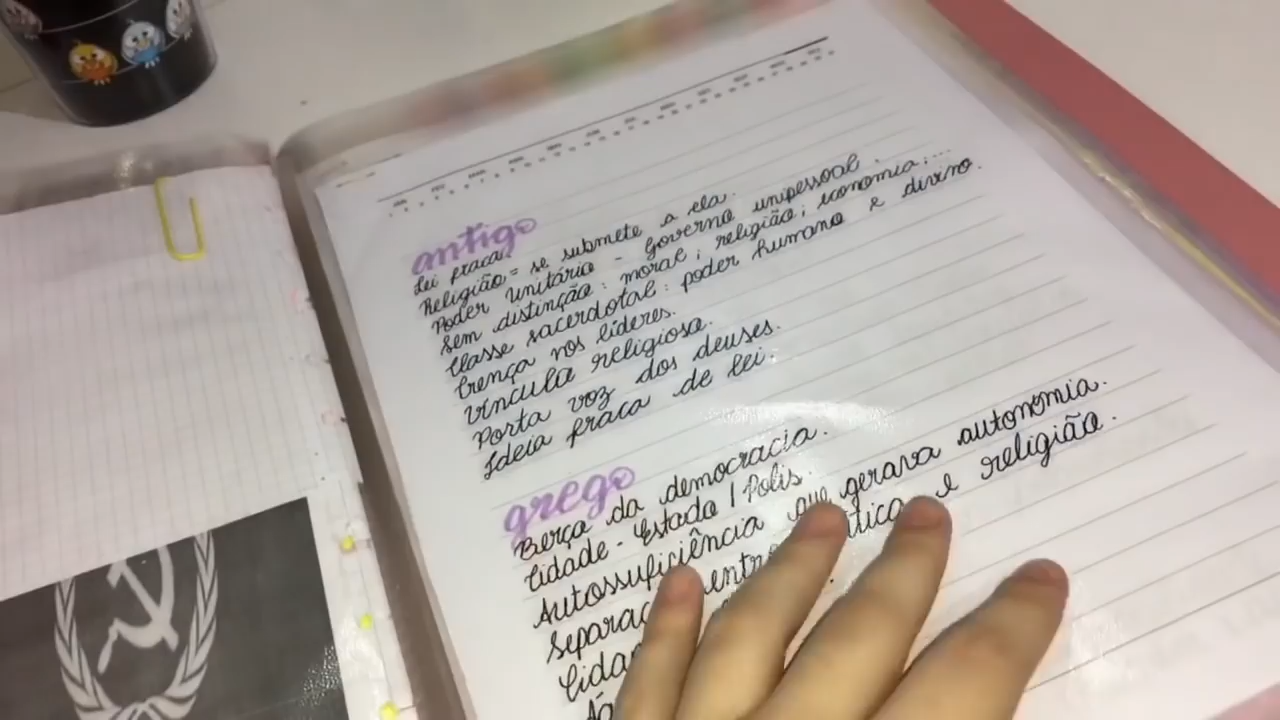 antigo
Lei fraca.
Religião = se submete a ela.
Poder unitário - governo unipessoal.
Sem distinção: moral; religião; economia;...
Classe sacerdotal: poder humano e divino.
Crença nos líderes.
Vincula religiosa.
Porta voz dos deuses.
Ideia fraca de lei.
grego
Berço da democracia.
Cidade-Estado / Polis.
Autossuficiência que gerava autonomia.
e religião.